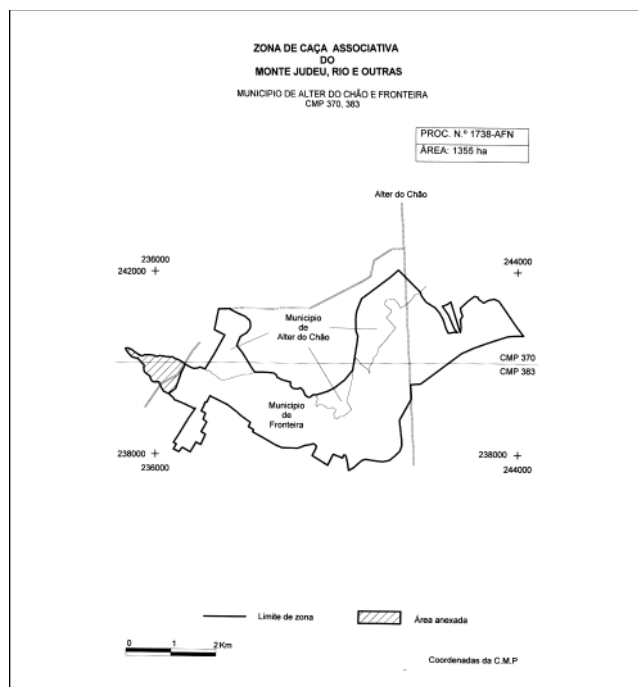 ZONA DE CAÇA ASSOCIATIVA
DO
MONTE JUDEU, RIO E OUTRAS
MUNICIPIO DE ALTER DO CHÃO E FRONTEIRA
CMP 370, 383
PROC. N.º 1738-AFN
ÁREA: 1355 ha
Alter do Chão
236000
242000
244000
Municipio
de
Alter do Chão
CMP 370
CMP 383
Municipio
de
Fronteira
238000
236000
238000
244000
Limite de zona
Área anexada
0 1 2 Km
Coordenadas da C.M.P